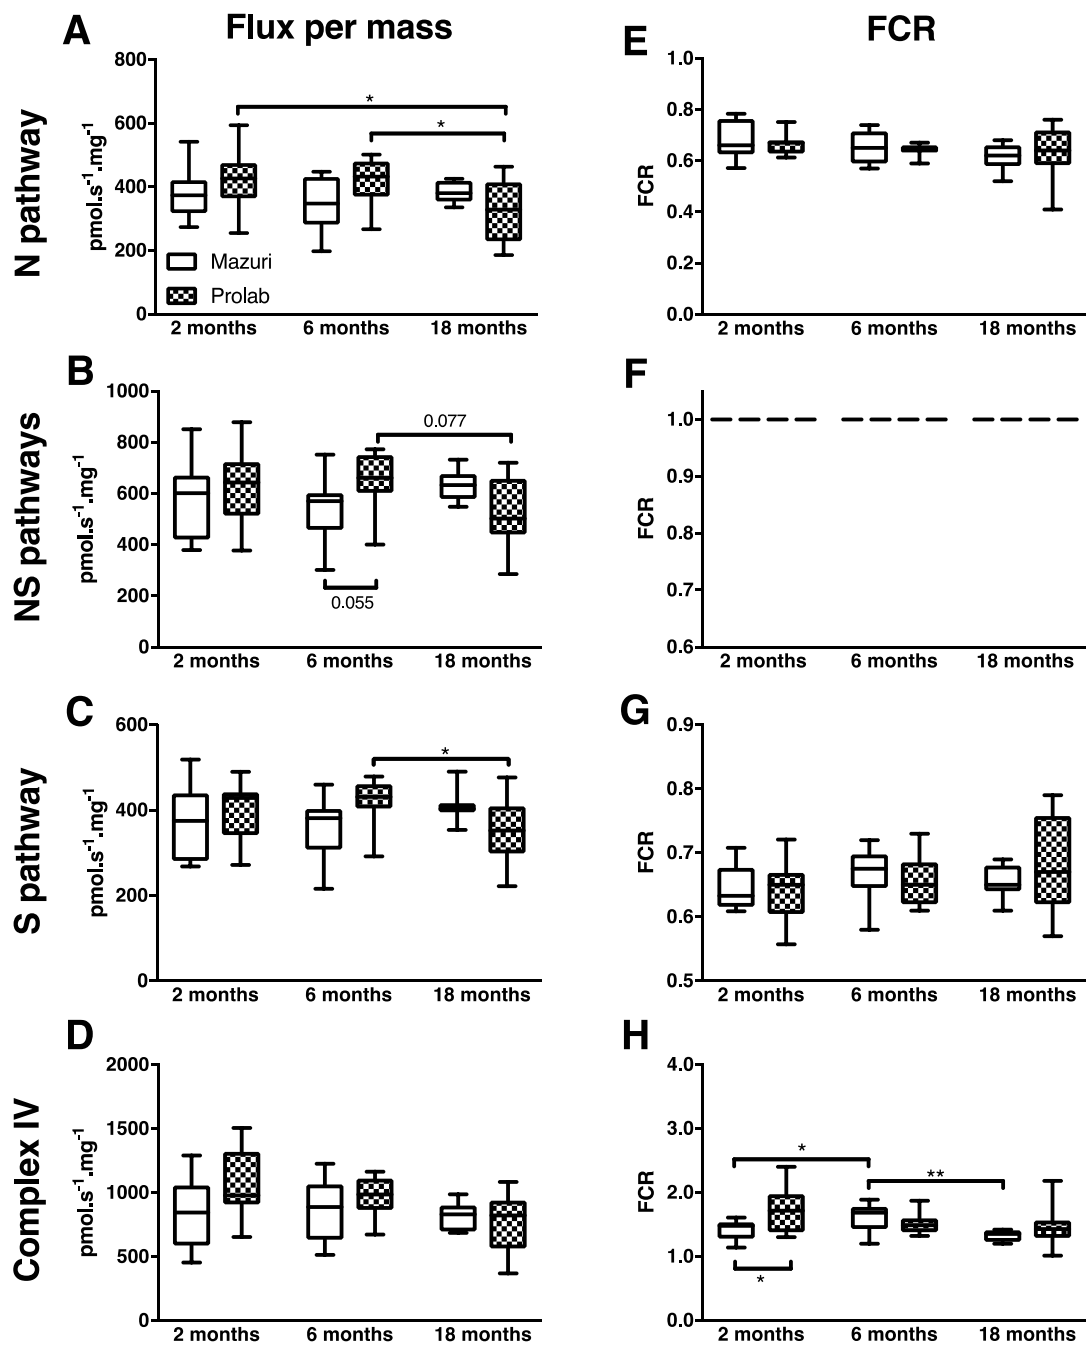 Flux per mass
FCR
A
N pathway
pmol.s⁻¹.mg⁻¹
800
600
400
200
0
*
*
Mazuri
Prolab
2 months
6 months
18 months
E
FCR
1.0
0.8
0.6
0.4
0.2
0.0
2 months
6 months
18 months
B
NS pathways
pmol.s⁻¹.mg⁻¹
1000
800
600
400
200
0
0.077
0.055
2 months
6 months
18 months
F
FCR
1.0
0.9
0.8
0.7
0.6
2 months
6 months
18 months
C
S pathway
pmol.s⁻¹.mg⁻¹
600
400
200
0
*
2 months
6 months
18 months
G
FCR
0.9
0.8
0.7
0.6
0.5
2 months
6 months
18 months
D
Complex IV
pmol.s⁻¹.mg⁻¹
2000
1500
1000
500
0
2 months
6 months
18 months
H
FCR
4.0
3.0
2.0
1.0
0.0
*
**
*
2 months
6 months
18 months